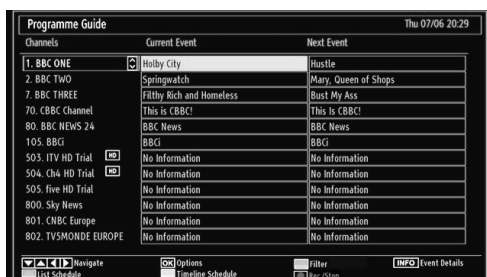 Programme Guide Thu 07/06 20:29
Channels Current Event Next Event
1. BBC ONE Holby City Hustle
2. BBC TWO Springwatch Mary, Queen of Shops
7. BBC THREE Filthy Rich and Homeless Bust My Ass
70. CBBC Channel This is CBBC! This Is CBBC!
80. BBC NEWS 24 BBC News BBC News
105. BBCi BBCi BBCi
503. ITV HD Trial HD No Information No Information
504. Ch4 HD Trial HD No Information No Information
505. five HD Trial No Information No Information
800. Sky News No Information No Information
801. CNBC Europe No Information No Information
802. TV5MONDE EUROPE No Information No Information
Navigate OK Options Filter INFO Event Details
List Schedule Timeline Schedule Rec/Stop